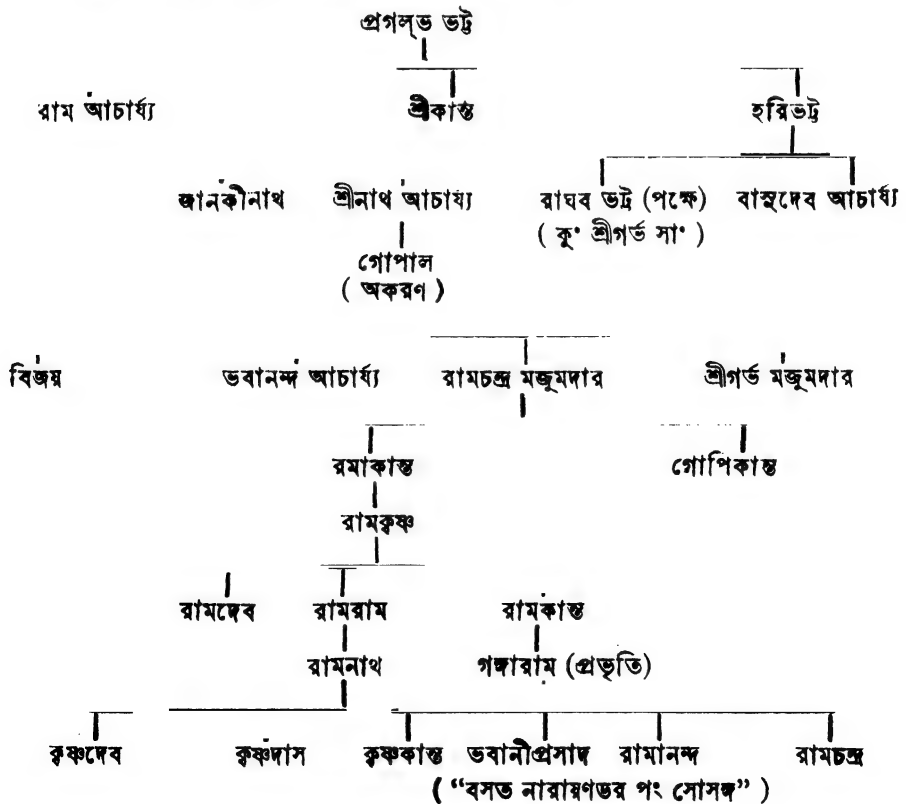 প্রগল্‌ভ ভট্ট
রাম আচার্য্য শ্রীকান্ত হরিভট্ট
জানকীনাথ শ্রীনাথ আচায্য রাঘব ভট্ট (পক্ষে) বাসুদেব আচার্য্য
( কু° শ্রীগর্ভ সা° )
গোপাল
( অকরণ )
বিজয় ভবানন্দ আচার্য্য রামচন্দ্র মজুমদার শ্রীগর্ভ মজুমদার
রমাকান্ত গোপিকান্ত
রামকৃষ্ণ
রামদেব রামরাম রামকান্ত
রামনাথ গঙ্গারাম (প্রভৃতি)
কৃষ্ণদেব কৃষ্ণদাস কৃষ্ণকান্ত ভবানীপ্রসাদ রামানন্দ রামচন্দ্র
( “বসত নারায়ণডর পং সোসঙ্গ” )